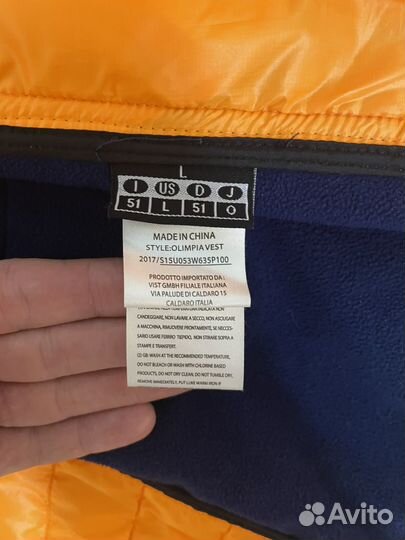 L
I US D J
51 L 51 O
MADE IN CHINA
STYLE:OLIMPIA VEST
2017/S15U053W635P100
PRODOTTO IMPORTATO DA :
VIST GMBH FILIALE ITALIANA
VIA PALUDE DI CALDARO 15
CALDARO ITALIA
CANDEGGIARE, NON LAVARE A SECCO, NON ASCIUGARE
A MACCHINA, RIMUOVERE PRONTAMENTE, SE NECES-
SARIO USARE FERRO TIEPIDO. NON STIRARE SOPRA
STAMPE E TRANSFERT.
(2) GB: WASH AT THE RECOMMENDED TEMPERATURE,
DO NOT BLEACH OR WASH WITH CHLORINE BASED
PRODUCTS, DO NOT DRY CLEAN, DO NOT TUMBLE DRY,
REMOVE IMMEDIATELY, PUT LIKE WARM IRON IF
Avito